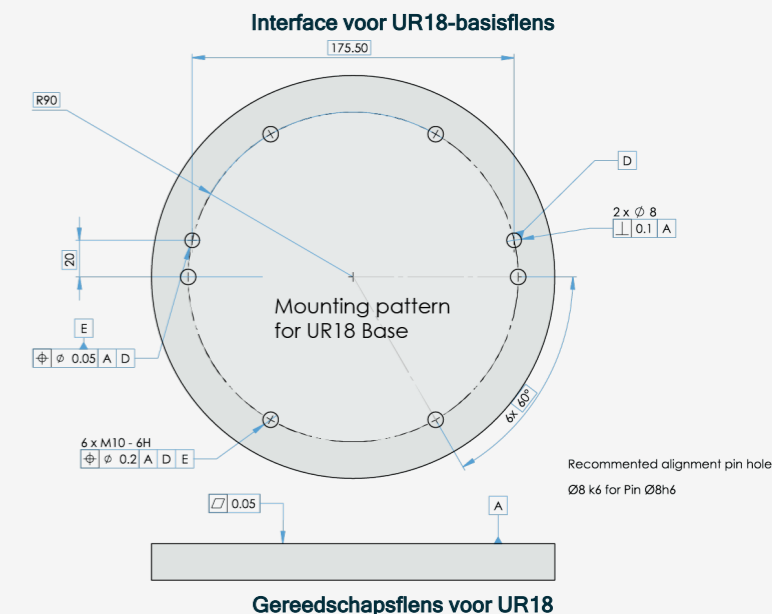 Interface voor UR18-basisflens
175.50
R90
D
2 x ∅ 8
⟂ 0.1 A
20
Mounting pattern
for UR18 Base
E
⌖ ∅ 0.05 A D
6x 60°
6 x M10 - 6H
⌖ ∅ 0.2 A D E
Recommented alignment pin hole
Ø8 k6 for Pin Ø8h6
⏥ 0.05
A
Gereedschapsflens voor UR18